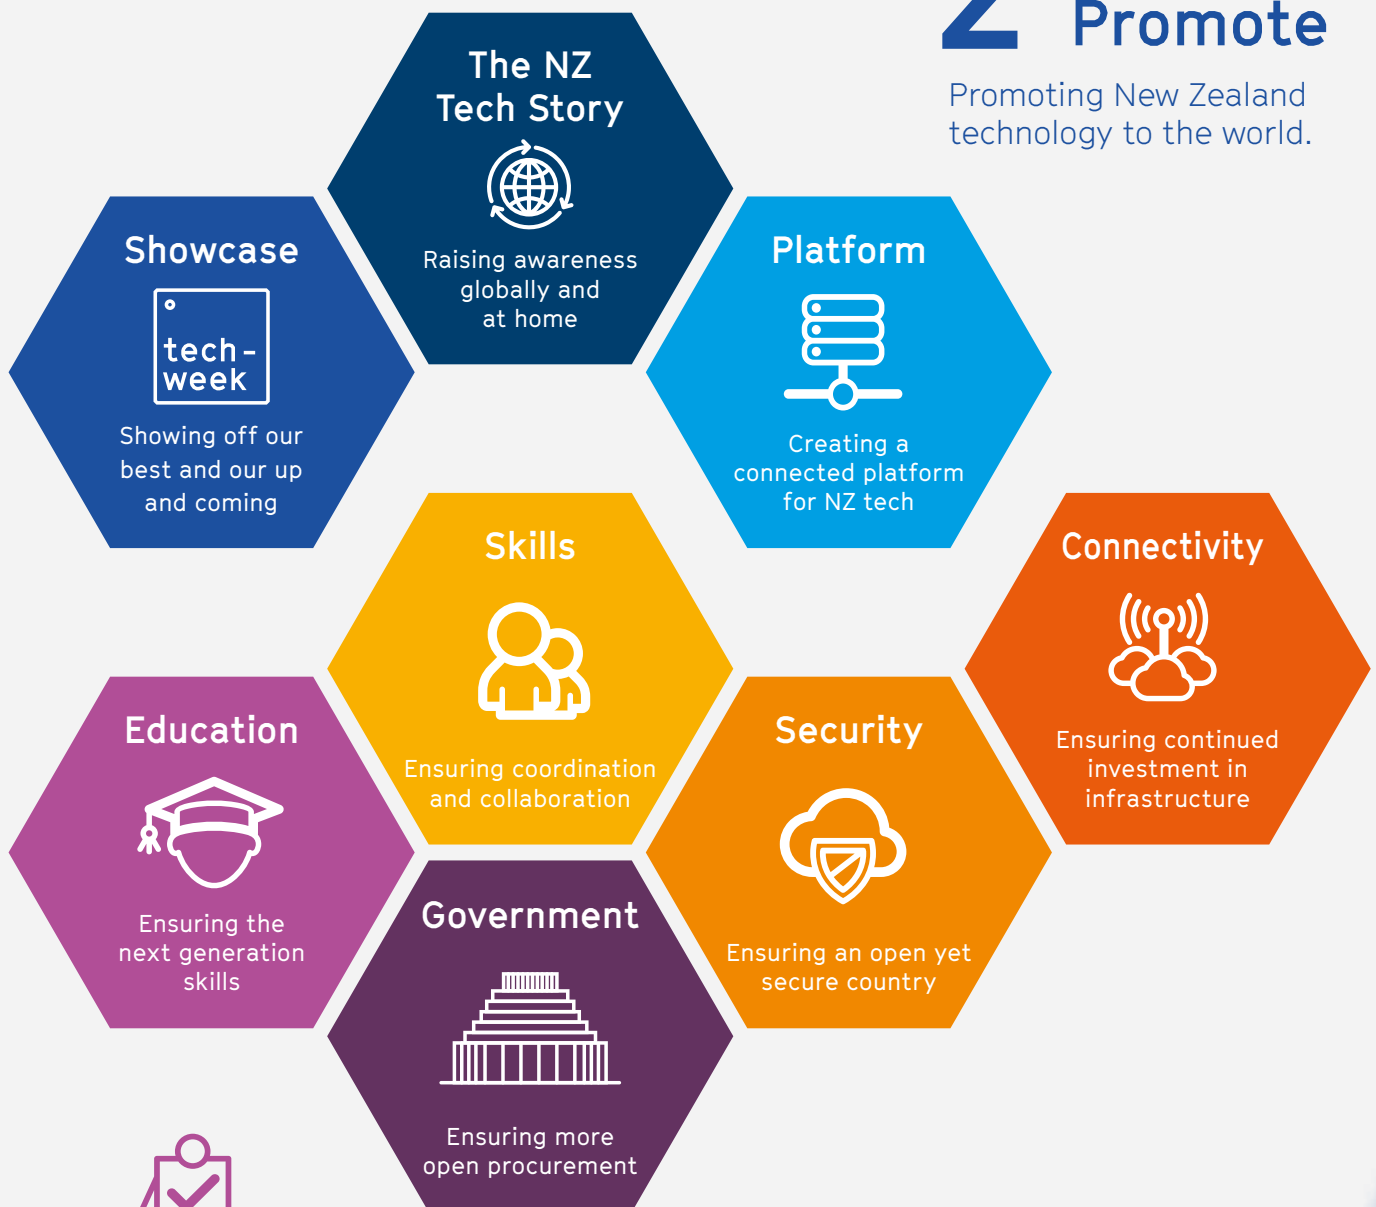 2 Promote
Promoting New Zealand
technology to the world.
The NZ
Tech Story
Raising awareness
globally and
at home
Showcase
tech-
week
Showing off our
best and our up
and coming
Platform
Creating a
connected platform
for NZ tech
Skills
Ensuring coordination
and collaboration
Connectivity
Ensuring continued
investment in
infrastructure
Education
Ensuring the
next generation
skills
Security
Ensuring an open yet
secure country
Government
Ensuring more
open procurement